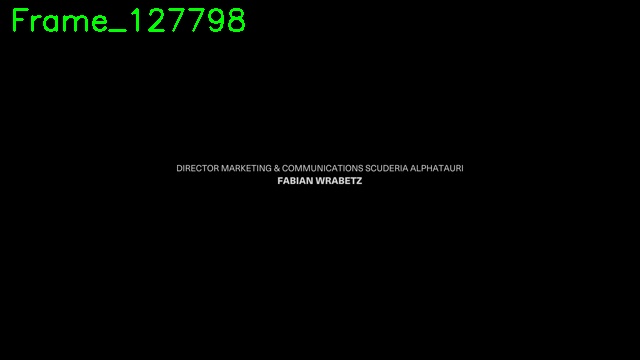 Frame_127798
DIRECTOR MARKETING & COMMUNICATIONS SCUDERIA ALPHATAURI
FABIAN WRABETZ